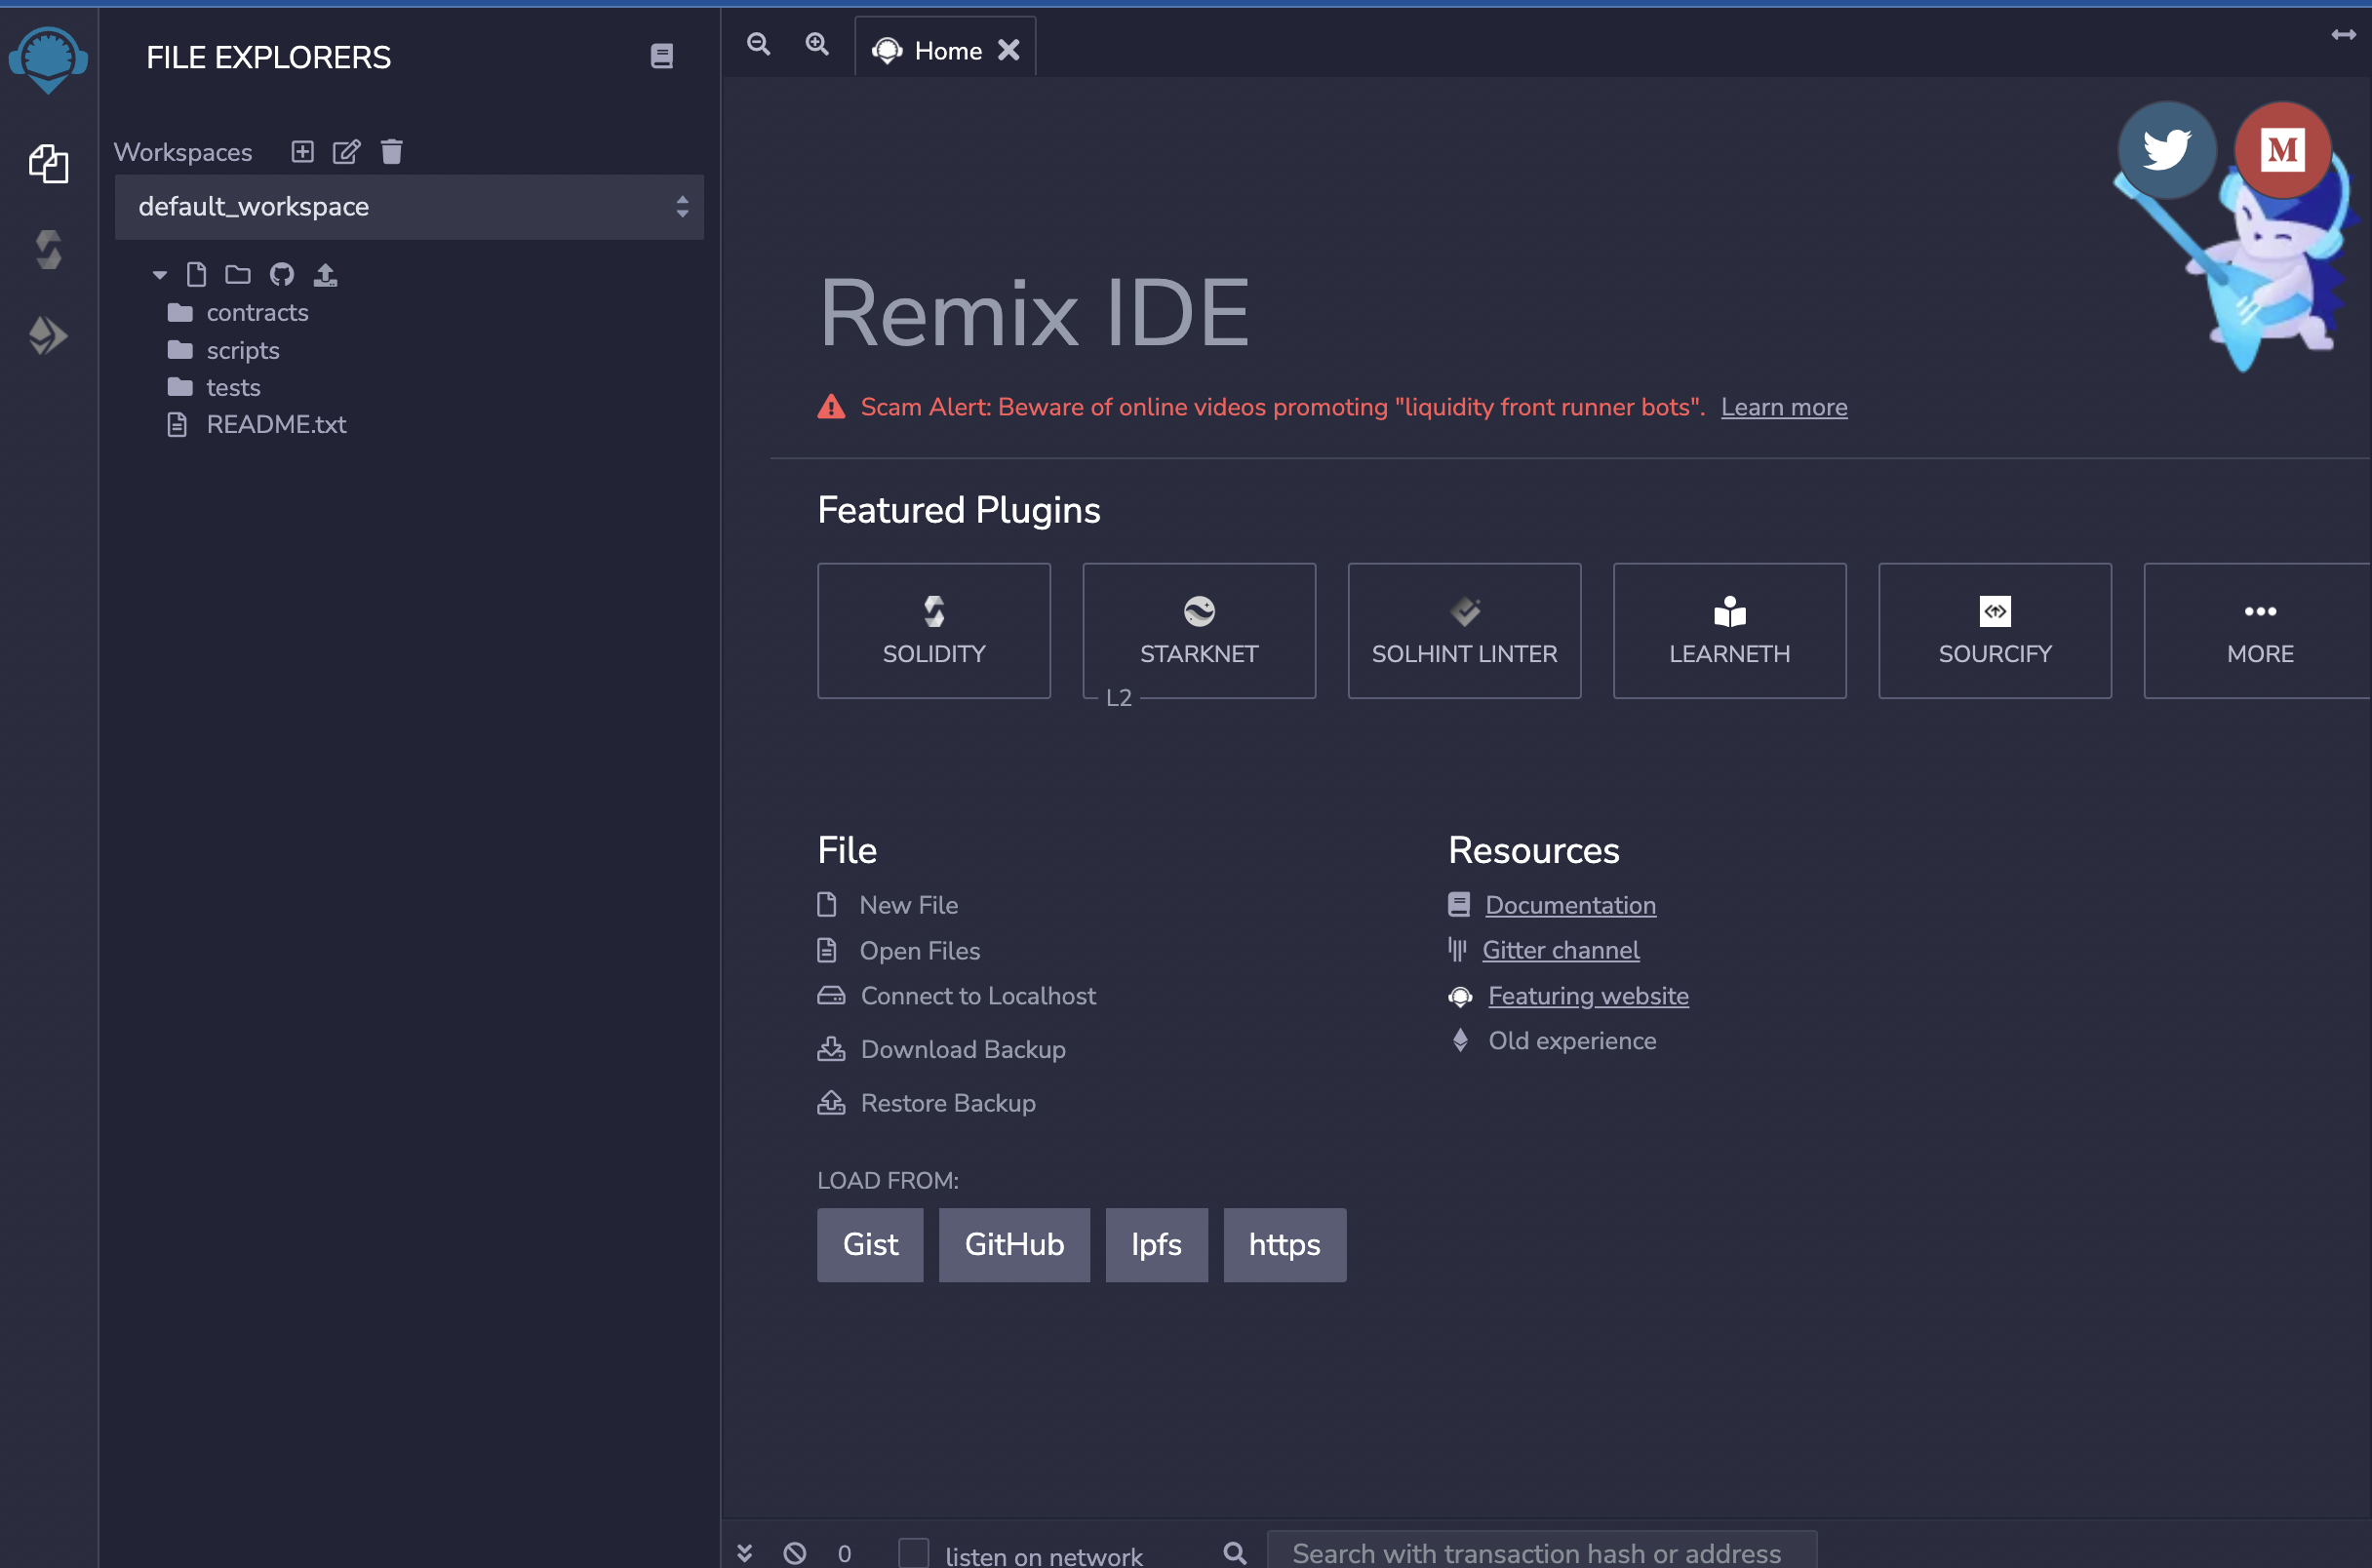 FILE EXPLORERS
Workspaces
default_workspace
contracts
scripts
tests
README.txt
Home
M
Remix IDE
Scam Alert: Beware of online videos promoting "liquidity front runner bots". Learn more
Featured Plugins
SOLIDITY
STARKNET
L2
SOLHINT LINTER
LEARNETH
SOURCIFY
MORE
File
New File
Open Files
Connect to Localhost
Download Backup
Restore Backup
LOAD FROM:
Gist GitHub Ipfs https
Resources
Documentation
Gitter channel
Featuring website
Old experience
0 listen on network Search with transaction hash or address